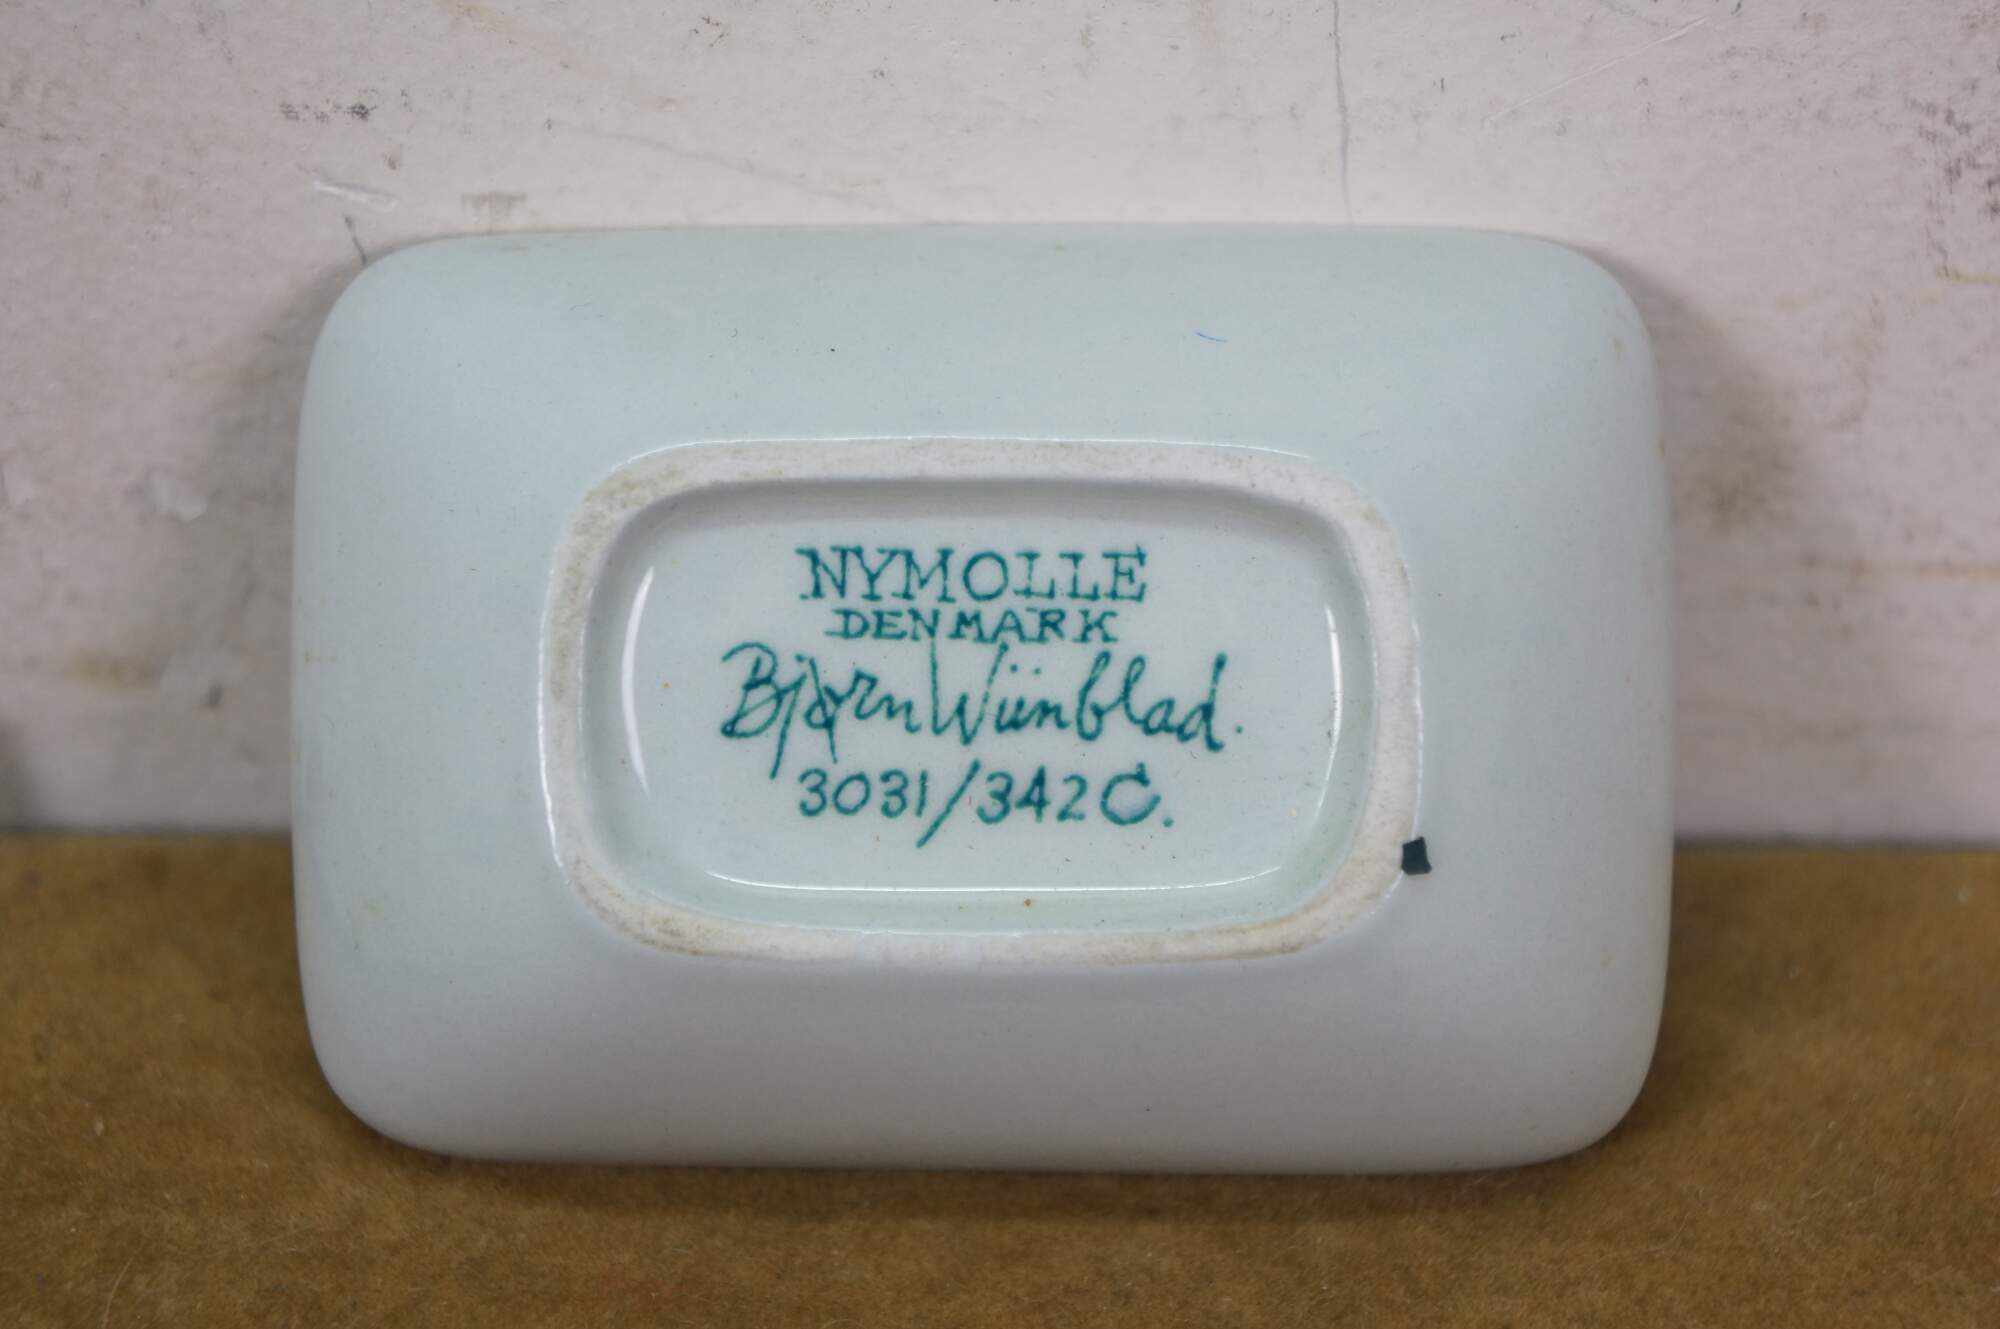 NYMOLLE
DENMARK
Bjørn Wiinblad.
3031/342 C.